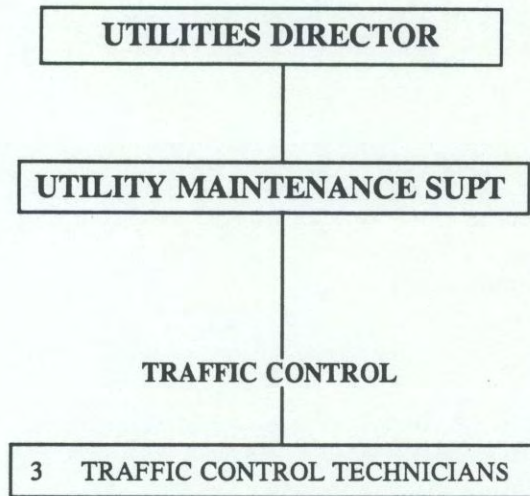 UTILITIES DIRECTOR
UTILITY MAINTENANCE SUPT
TRAFFIC CONTROL
3 TRAFFIC CONTROL TECHNICIANS